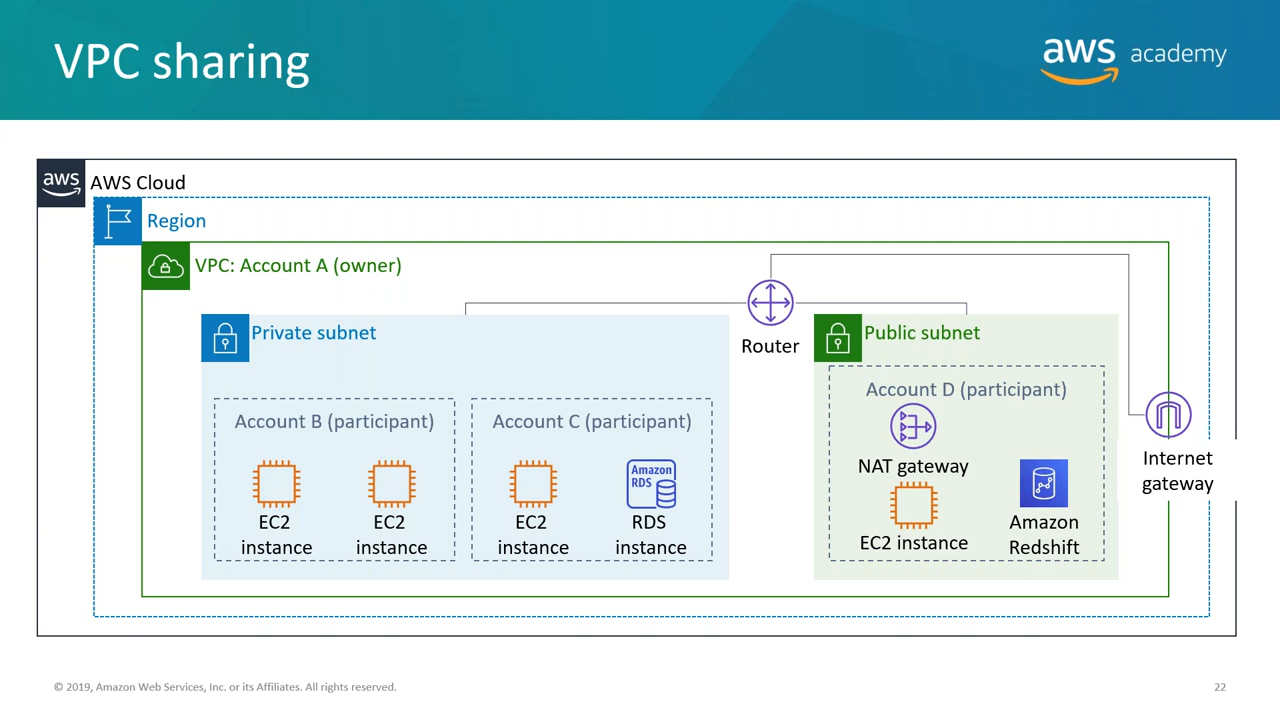 VPC sharing
aws academy
aws
AWS Cloud
Region
VPC: Account A (owner)
Private subnet
Router
Public subnet
Account B (participant)
EC2
instance
EC2
instance
Account C (participant)
EC2
instance
Amazon
RDS
RDS
instance
Account D (participant)
NAT gateway
EC2 instance
Amazon
Redshift
Internet
gateway
© 2019, Amazon Web Services, Inc. or its Affiliates. All rights reserved.
22